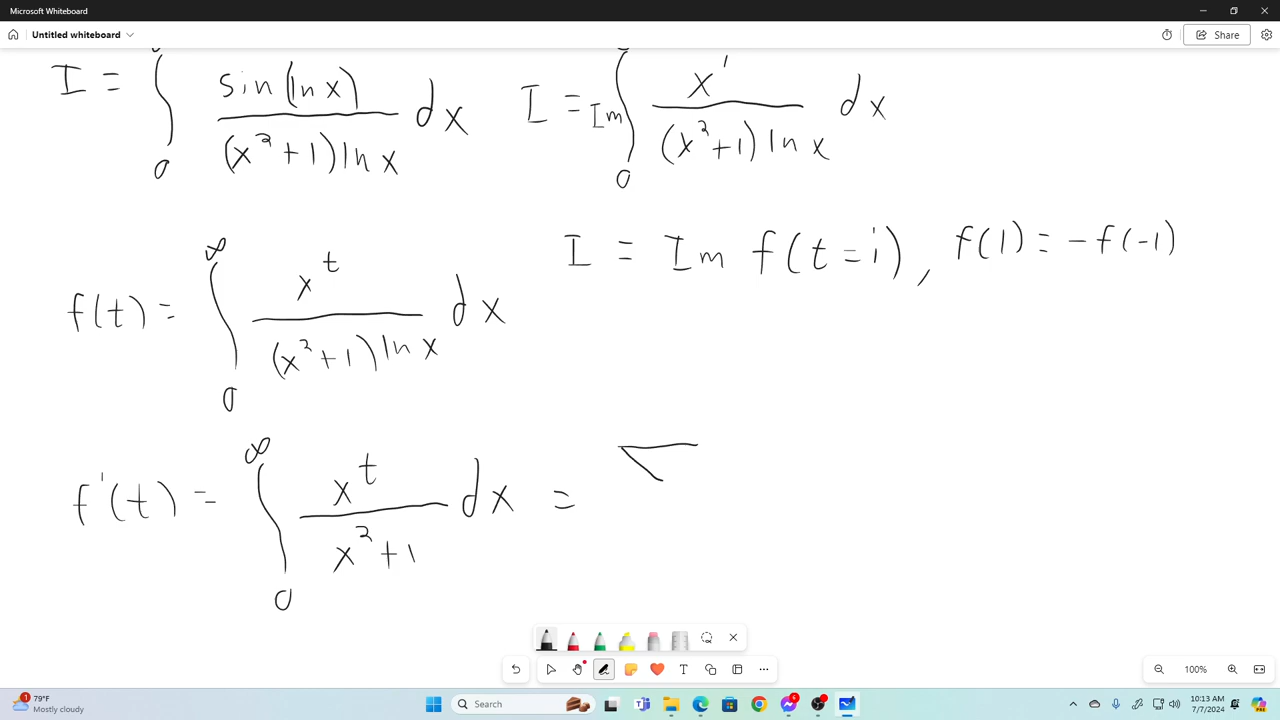 Microsoft Whiteboard
Untitled whiteboard
Share
I = ∫₀ sin(ln x) / (x²+1) ln x dx
I = Im ∫₀ x^i / (x²+1) ln x dx
I = Im f(t=i), f(1) = -f(-1)
f(t) = ∫₀^∞ x^t / (x²+1) ln x dx
f'(t) = ∫₀^∞ x^t / x²+1 dx =
100%
1
79°F
Mostly cloudy
Search
6
10:13 AM
7/7/2024